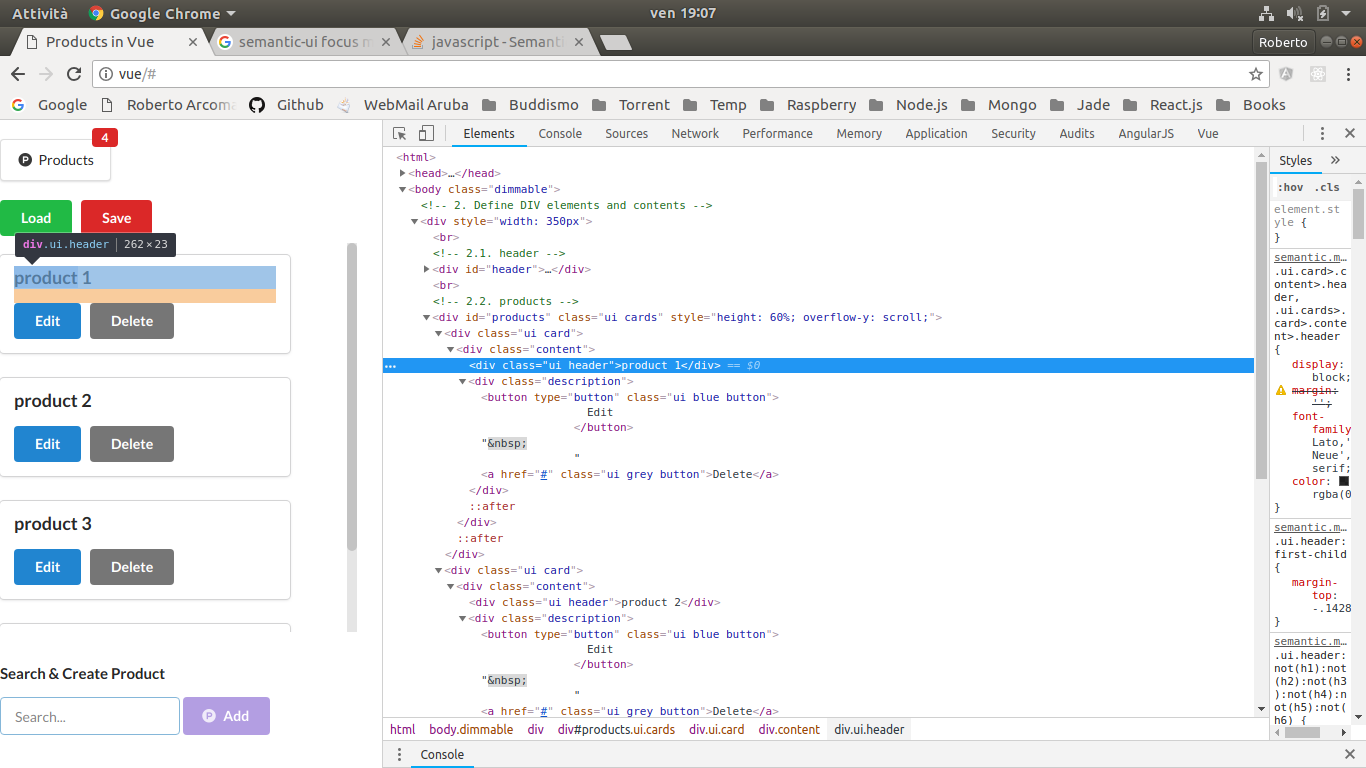 Attività Google Chrome ven 19:07
Products in Vue semantic-ui focus m javascript - Semanti Roberto
vue/#
Google Roberto Arcoma Github WebMail Aruba Buddismo Torrent Temp Raspberry Node.js Mongo Jade React.js Books
4
Products
Load Save
div.ui.header 262 × 23
product 1
Edit Delete
product 2
Edit Delete
product 3
Edit Delete
Search & Create Product
Search... Add
Elements Console Sources Network Performance Memory Application Security Audits AngularJS Vue
<html>
<head>…</head>
<body class="dimmable">
<!-- 2. Define DIV elements and contents -->
<div style="width: 350px">
<br>
<!-- 2.1. header -->
<div id="header">…</div>
<br>
<!-- 2.2. products -->
<div id="products" class="ui cards" style="height: 60%; overflow-y: scroll;">
<div class="ui card">
<div class="content">
<div class="ui header">product 1</div> == $0
<div class="description">
<button type="button" class="ui blue button">
Edit
</button>
"&nbsp;
"
<a href="#" class="ui grey button">Delete</a>
</div>
::after
</div>
::after
</div>
<div class="ui card">
<div class="content">
<div class="ui header">product 2</div>
<div class="description">
<button type="button" class="ui blue button">
Edit
</button>
"&nbsp;
"
<a href="#" class="ui grey button">Delete</a>
html body.dimmable div div#products.ui.cards div.ui.card div.content div.ui.header
Console
Styles »
:hov .cls
element.st
yle {
}
semantic.m…
.ui.card>.c
ontent>.hea
der,
.ui.cards>.
card>.conte
nt>.header
{
display:
block;
margin:
'';
font-
family
Lato,'
Neue',
serif;
color:
rgba(0
}
semantic.m…
.ui.header:
first-child
{
margin-
top:
-.1428
}
semantic.m…
.ui.header:
not(h1):not
(h2):not(h3
):not(h4):n
ot(h5):not(
h6) {